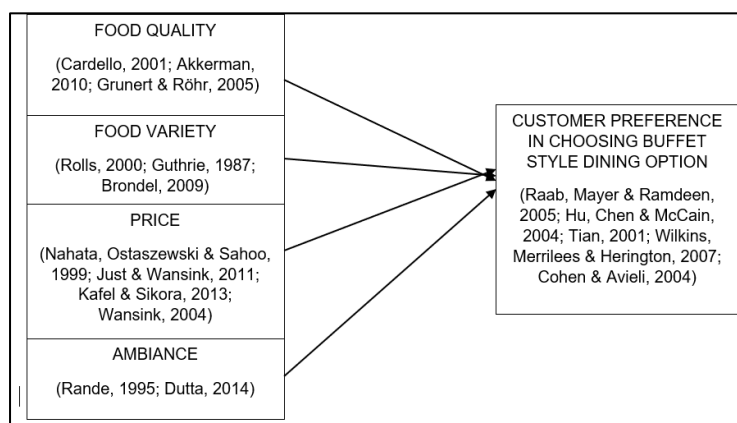 FOOD QUALITY
(Cardello, 2001; Akkerman,
2010; Grunert & Röhr, 2005)
FOOD VARIETY
(Rolls, 2000; Guthrie, 1987;
Brondel, 2009)
PRICE
(Nahata, Ostaszewski & Sahoo,
1999; Just & Wansink, 2011;
Kafel & Sikora, 2013;
Wansink, 2004)
AMBIANCE
(Rande, 1995; Dutta, 2014)
CUSTOMER PREFERENCE
IN CHOOSING BUFFET
STYLE DINING OPTION
(Raab, Mayer & Ramdeen,
2005; Hu, Chen & McCain,
2004; Tian, 2001; Wilkins,
Merrilees & Herington, 2007;
Cohen & Avieli, 2004)